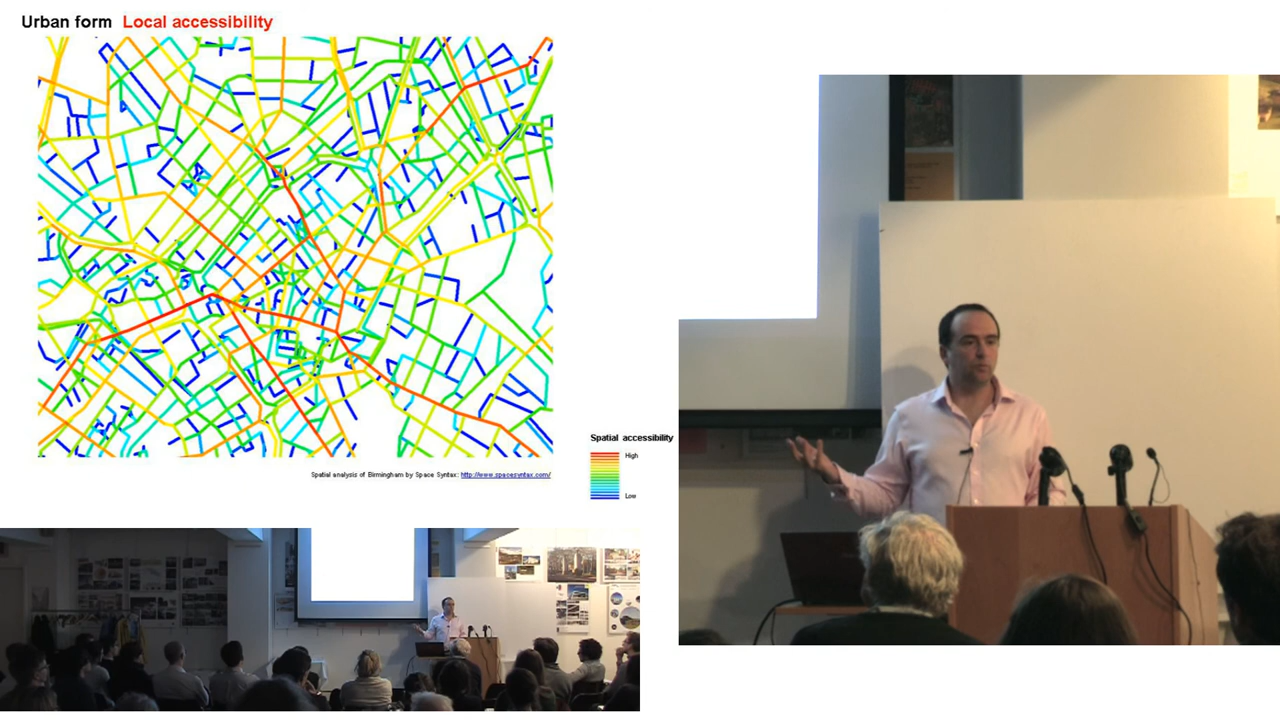 Urban form Local accessibility
Spatial accessibility
High
Low
Spatial analysis of Birmingham by Space Syntax: http://www.spacesyntax.com/